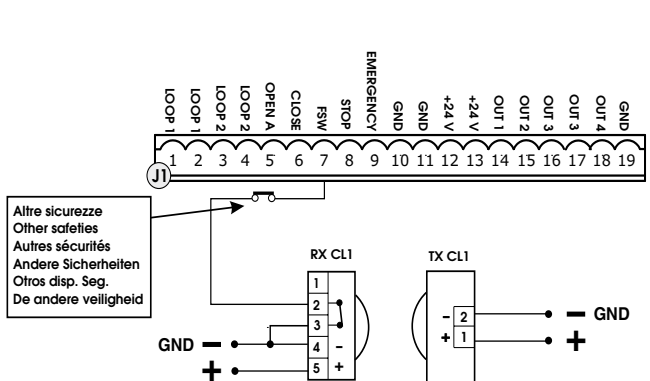 LOOP 1
LOOP 1
LOOP 2
LOOP 2
OPEN A
CLOSE
FSW
STOP
EMERGENCY
GND
GND
+24 V
+24 V
OUT 1
OUT 2
OUT 3
OUT 3
OUT 4
GND
1 2 3 4 5 6 7 8 9 10 11 12 13 14 15 16 17 18 19
J1
Altre sicurezze
Other safeties
Autres sécurités
Andere Sicherheiten
Otros disp. Seg.
De andere veiligheid
RX CL1
1
2
3
4 -
5 +
GND -
+
TX CL1
- 2
+ 1
- GND
+